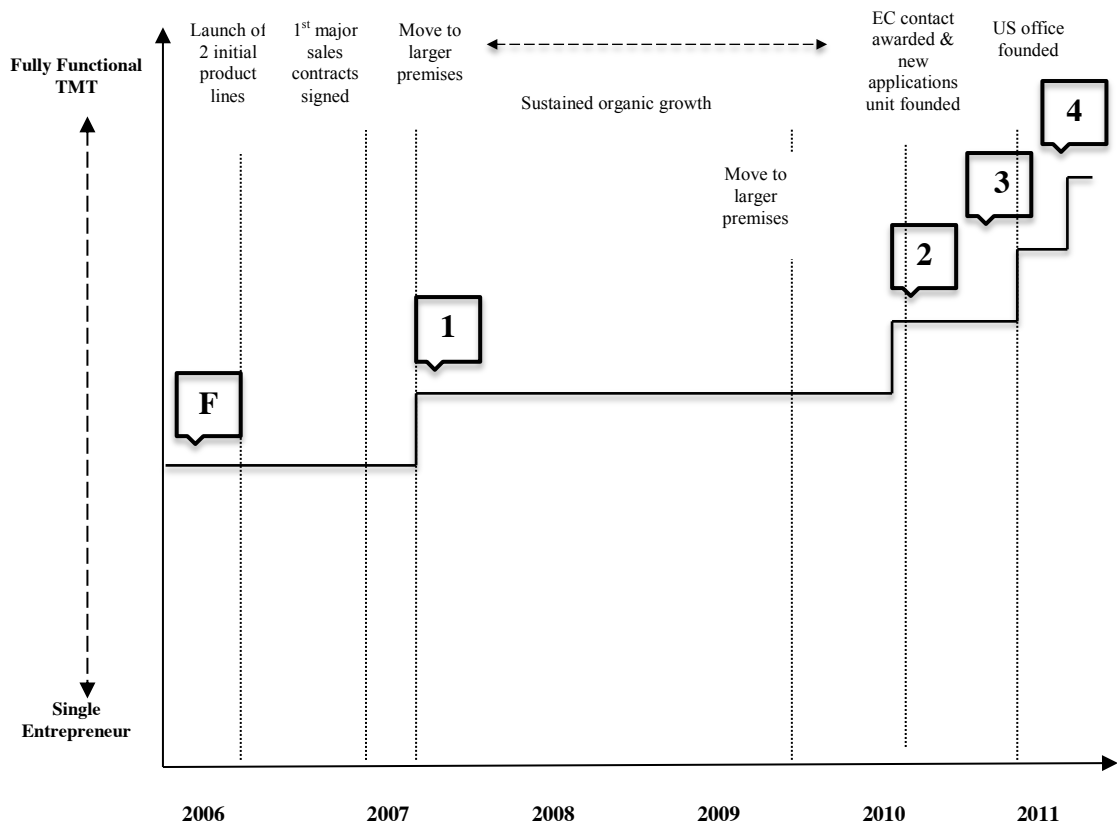 Launch of
2 initial
product
lines
1st major
sales
contracts
signed
Move to
larger
premises
EC contact
awarded &
new
applications
unit founded
US office
founded
Fully Functional
TMT
Sustained organic growth
Move to
larger
premises
4
3
2
1
F
Single
Entrepreneur
2006
2007
2008
2009
2010
2011